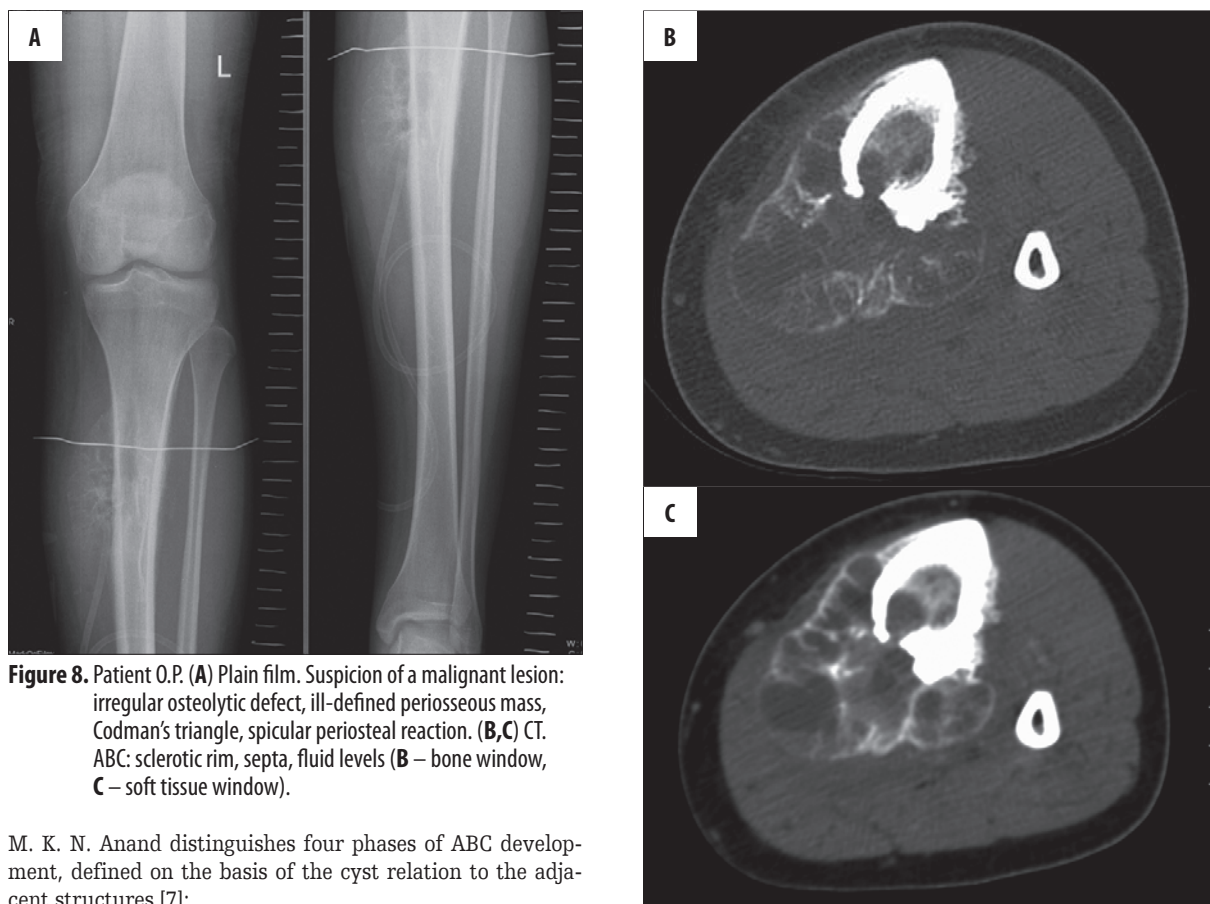 A
L
R
B
C
Figure 8. Patient O.P. (A) Plain film. Suspicion of a malignant lesion:
irregular osteolytic defect, ill-defined periosseous mass,
Codman’s triangle, spicular periosteal reaction. (B,C) CT.
ABC: sclerotic rim, septa, fluid levels (B – bone window,
C – soft tissue window).
M. K. N. Anand distinguishes four phases of ABC develop-
ment, defined on the basis of the cyst relation to the adja-
cent structures [7]: